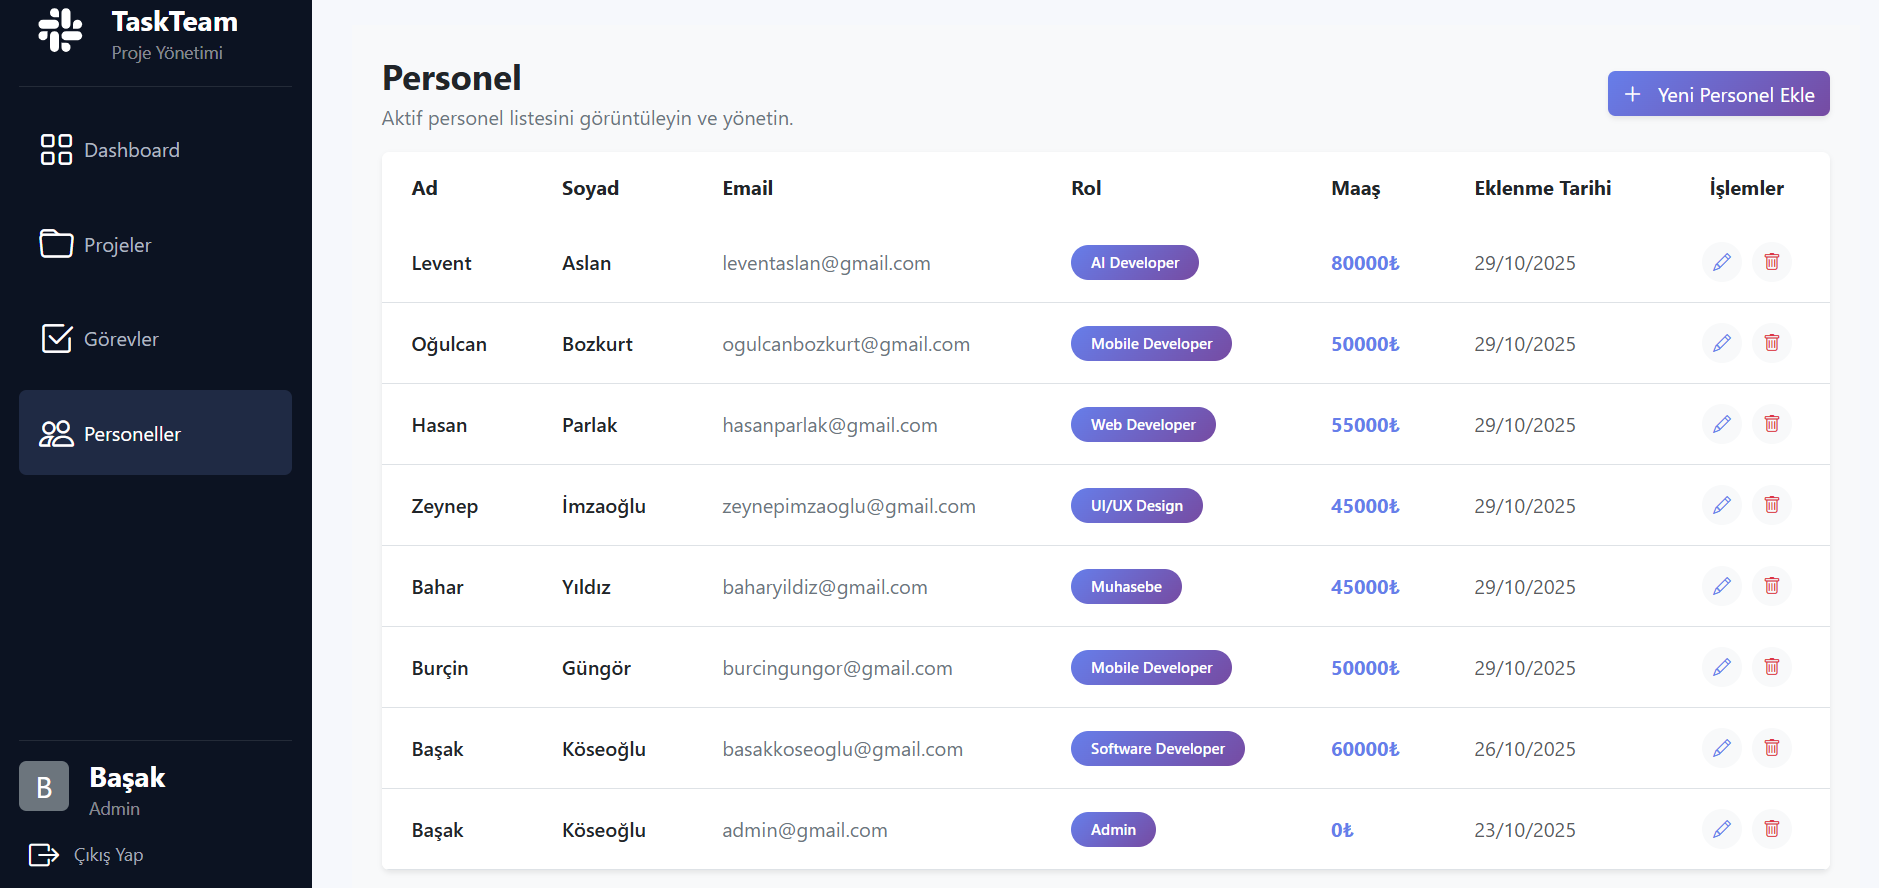 TaskTeam
Proje Yönetimi
Dashboard
Projeler
Görevler
Personeller
B
Başak
Admin
Çıkış Yap
Personel
Aktif personel listesini görüntüleyin ve yönetin.
+ Yeni Personel Ekle
Ad Soyad Email Rol Maaş Eklenme Tarihi İşlemler
Levent Aslan leventaslan@gmail.com AI Developer 80000₺ 29/10/2025
Oğulcan Bozkurt ogulcanbozkurt@gmail.com Mobile Developer 50000₺ 29/10/2025
Hasan Parlak hasanparlak@gmail.com Web Developer 55000₺ 29/10/2025
Zeynep İmzaoğlu zeynepimzaoglu@gmail.com UI/UX Design 45000₺ 29/10/2025
Bahar Yıldız baharyildiz@gmail.com Muhasebe 45000₺ 29/10/2025
Burçin Güngör burcingungor@gmail.com Mobile Developer 50000₺ 29/10/2025
Başak Köseoğlu basakkoseoglu@gmail.com Software Developer 60000₺ 26/10/2025
Başak Köseoğlu admin@gmail.com Admin 0₺ 23/10/2025